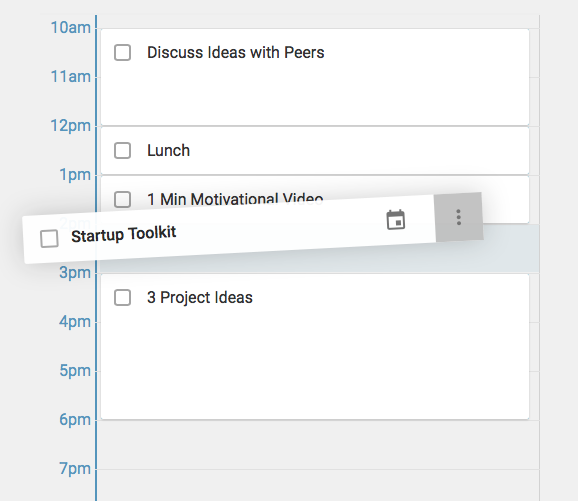 10am
Discuss Ideas with Peers
11am
12pm
Lunch
1pm
1 Min Motivational Video
Startup Toolkit
3pm
3 Project Ideas
4pm
5pm
6pm
7pm